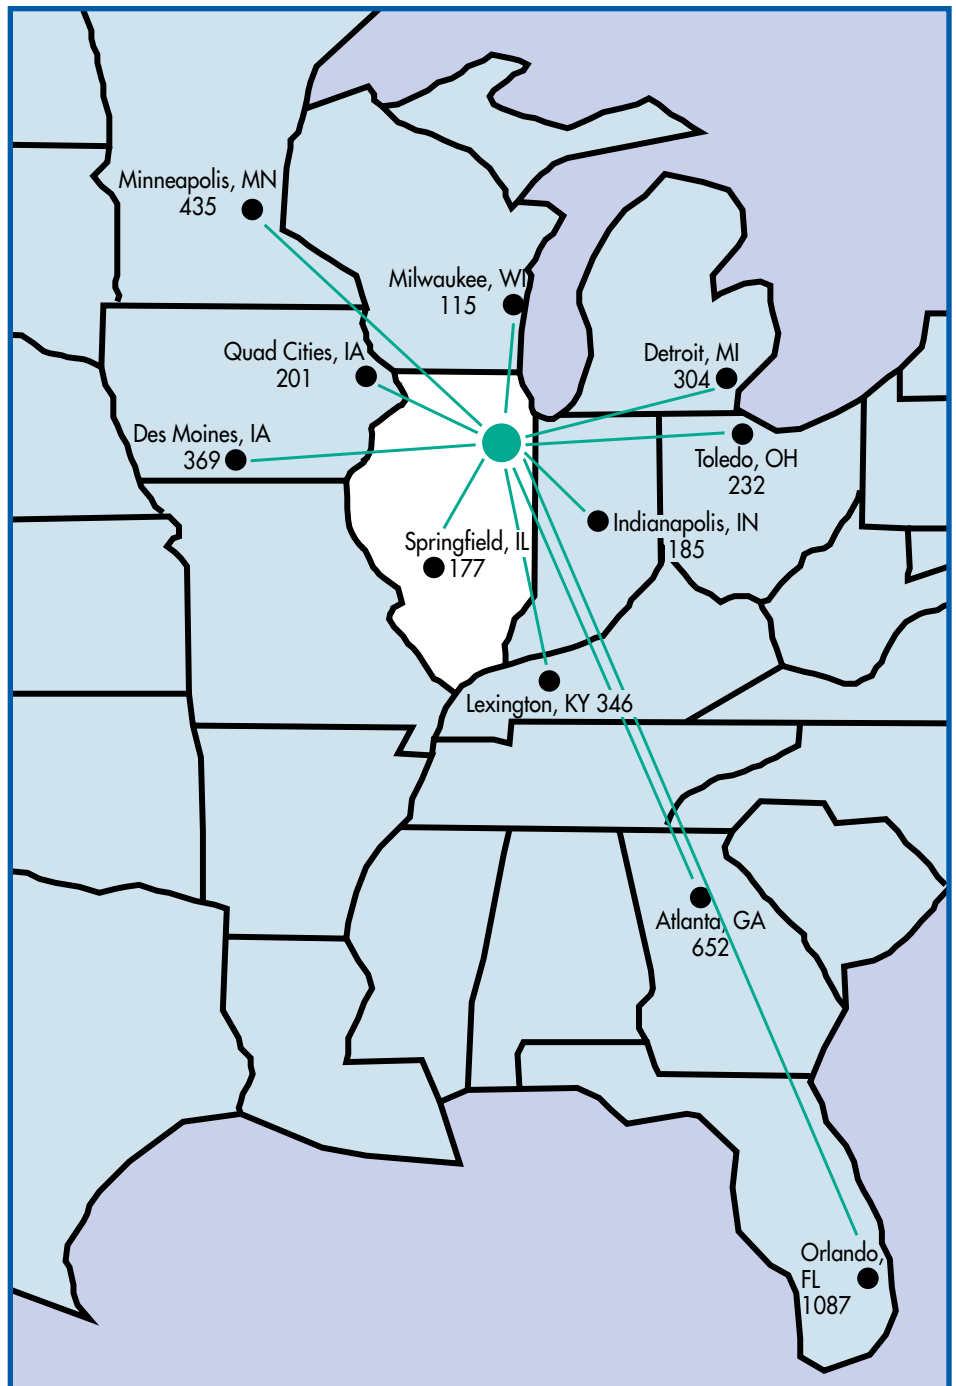 Minneapolis, MN
435
Milwaukee, WI
115
Quad Cities, IA
201
Detroit, MI
304
Des Moines, IA
369
Toledo, OH
232
Indianapolis, IN
185
Springfield, IL
177
Lexington, KY 346
Atlanta, GA
652
Orlando,
FL
1087